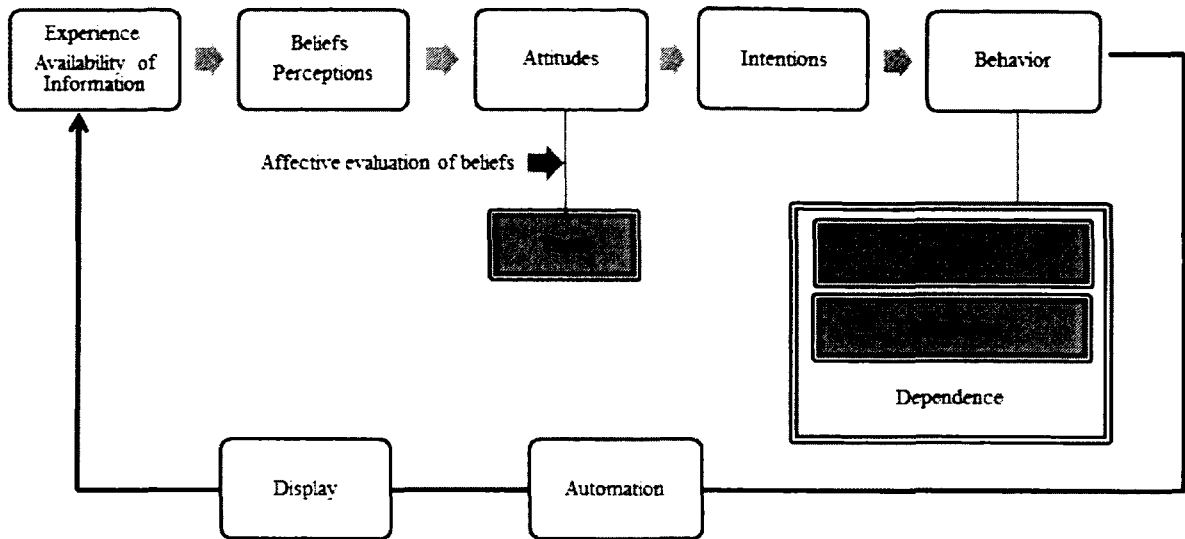 Experience
Availability of
Information
Beliefs
Perceptions
Attitudes
Intentions
Behavior
Affective evaluation of beliefs
Dependence
Display
Automation